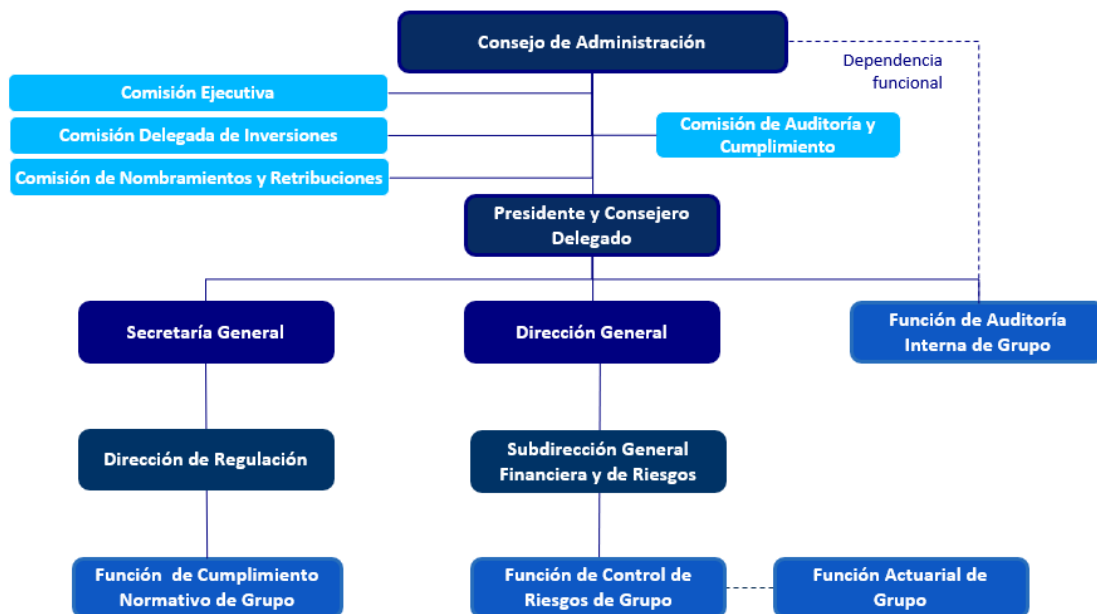 Consejo de Administración
Dependencia
funcional
Comisión Ejecutiva
Comisión Delegada de Inversiones
Comisión de Auditoría y
Cumplimiento
Comisión de Nombramientos y Retribuciones
Presidente y Consejero
Delegado
Secretaría General
Dirección General
Función de Auditoría
Interna de Grupo
Dirección de Regulación
Subdirección General
Financiera y de Riesgos
Función de Cumplimiento
Normativo de Grupo
Función de Control de
Riesgos de Grupo
Función Actuarial de
Grupo